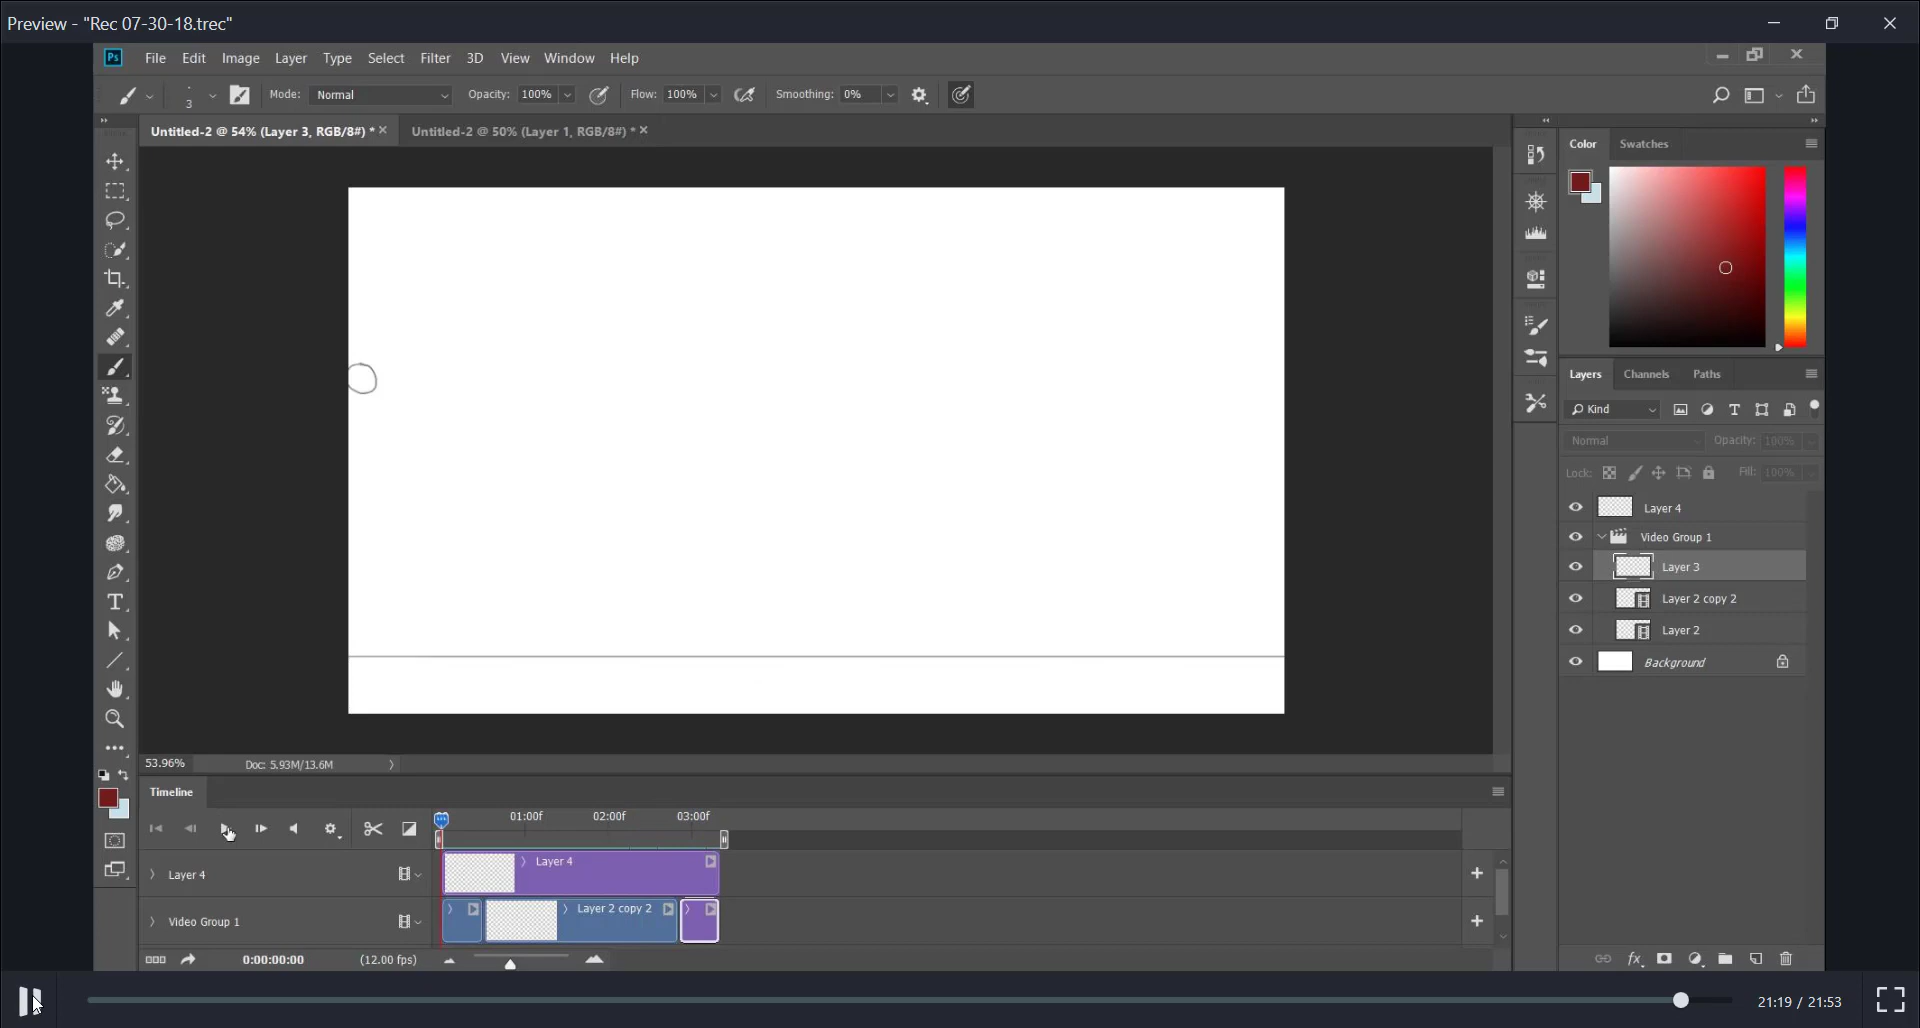 Preview - "Rec 07-30-18.trec"
Ps File Edit Image Layer Type Select Filter 3D View Window Help
3 Mode: Normal Opacity: 100% Flow: 100% Smoothing: 0%
Untitled-2 @ 54% (Layer 3, RGB/8#) * Untitled-2 @ 50% (Layer 1, RGB/8#) *
Color Swatches
Layers Channels Paths
Kind
Normal Opacity: 100%
Lock: Fill: 100%
Layer 4
Video Group 1
Layer 3
Layer 2 copy 2
Layer 2
Background
53.96% Doc: 5.93M/13.6M
Timeline
01:00f 02:00f 03:00f
Layer 4 Layer 4
Video Group 1 Layer 2 copy 2
0:00:00:00 (12.00 fps)
fx
21:19 / 21:53